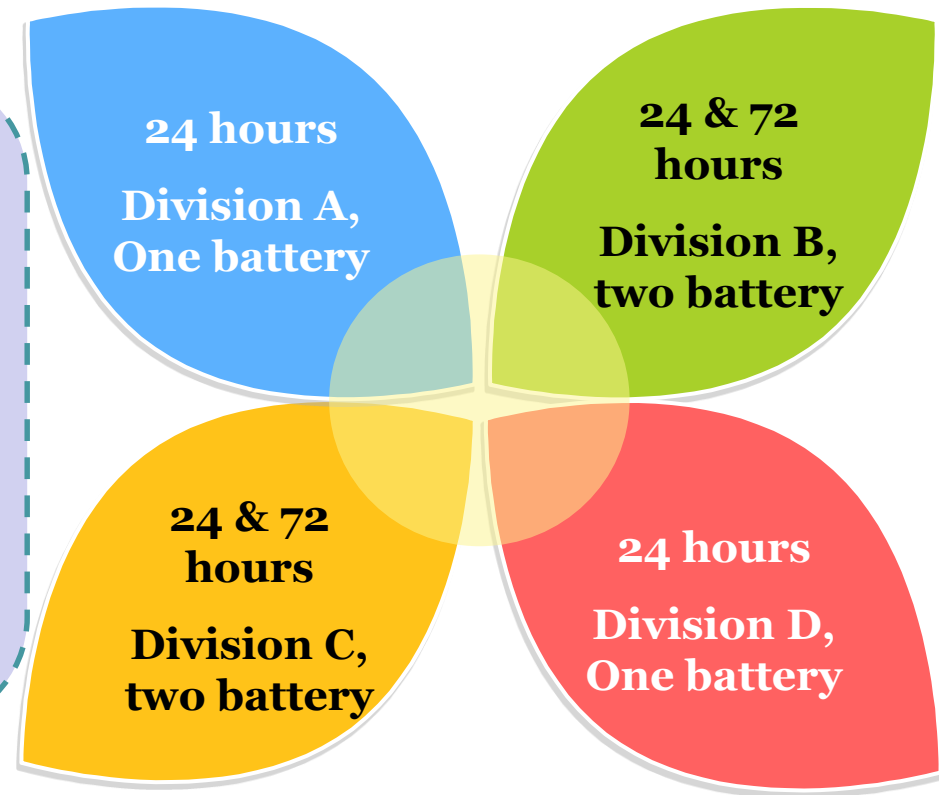 24 hours
Division A,
One battery
24 & 72
hours
Division B,
two battery
24 & 72
hours
Division C,
two battery
24 hours
Division D,
One battery